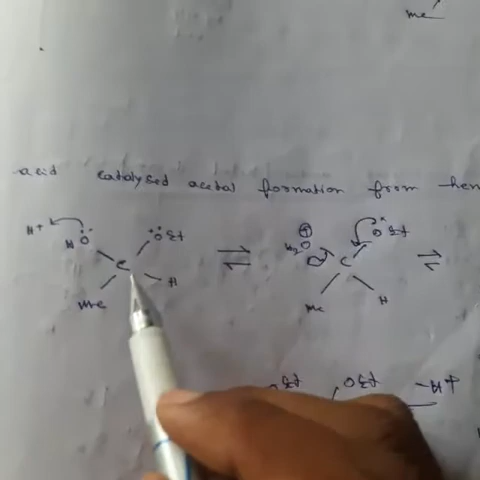 me
acid catalysed acetal formation from hem
H+ HÖ ÖEt ⇌ H2O ⊕ ÖEt ⇌
C C
Me H Me H
OEt OEt -H+